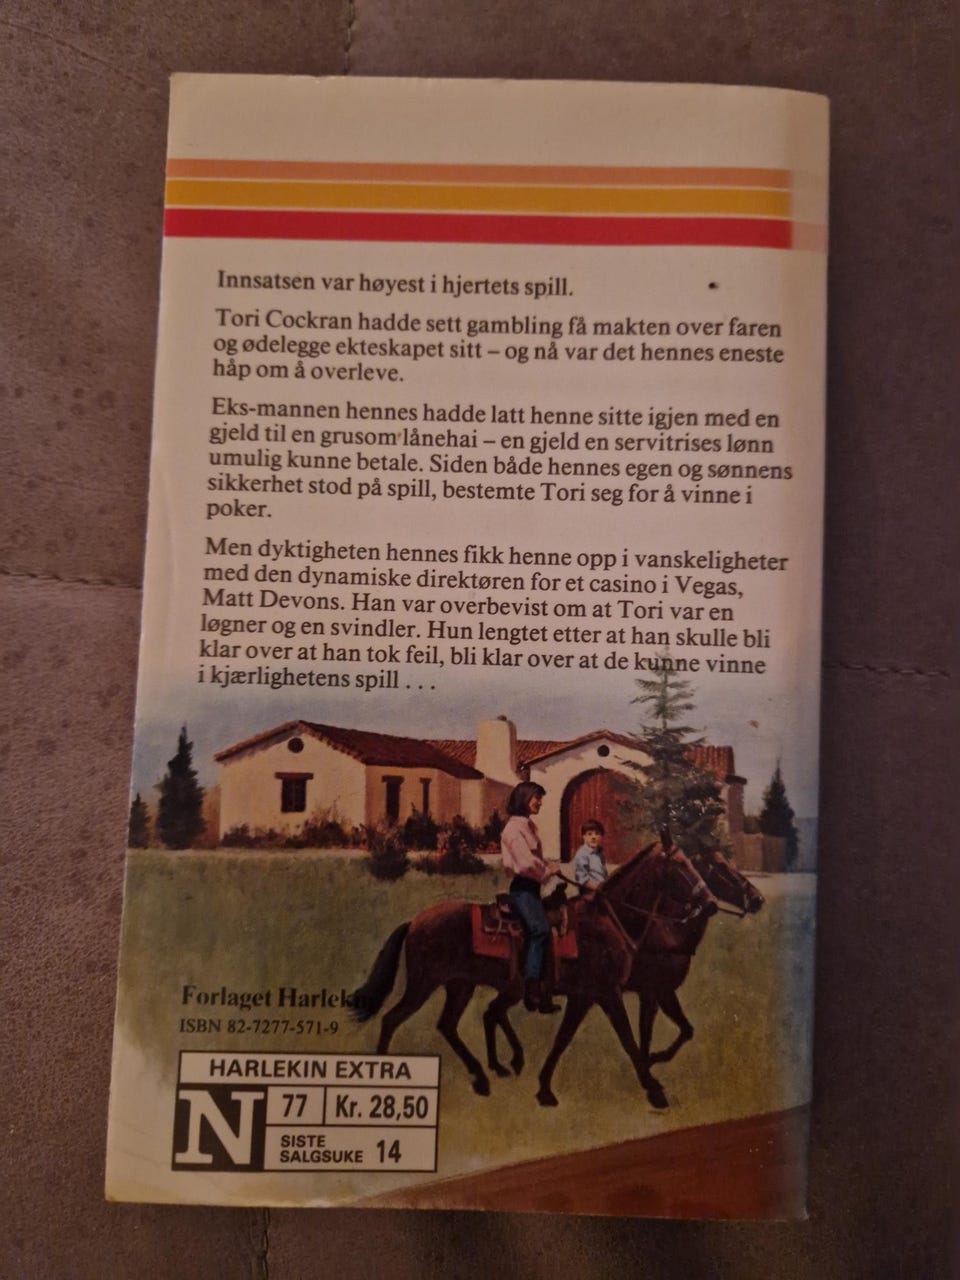 Innsatsen var høyest i hjertets spill.
Tori Cockran hadde sett gambling få makten over faren
og ødelegge ekteskapet sitt – og nå var det hennes eneste
håp om å overleve.
Eks-mannen hennes hadde latt henne sitte igjen med en
gjeld til en grusom lånehai – en gjeld en servitrises lønn
umulig kunne betale. Siden både hennes egen og sønnens
sikkerhet stod på spill, bestemte Tori seg for å vinne i
poker.
Men dyktigheten hennes fikk henne opp i vanskeligheter
med den dynamiske direktøren for et casino i Vegas,
Matt Devons. Han var overbevist om at Tori var en
løgner og en svindler. Hun lengtet etter at han skulle bli
klar over at han tok feil, bli klar over at de kunne vinne
i kjærlighetens spill . . .
Forlaget Harlekin
ISBN 82-7277-571-9
HARLEKIN EXTRA
N 77 Kr. 28,50
SISTE
SALGSUKE 14